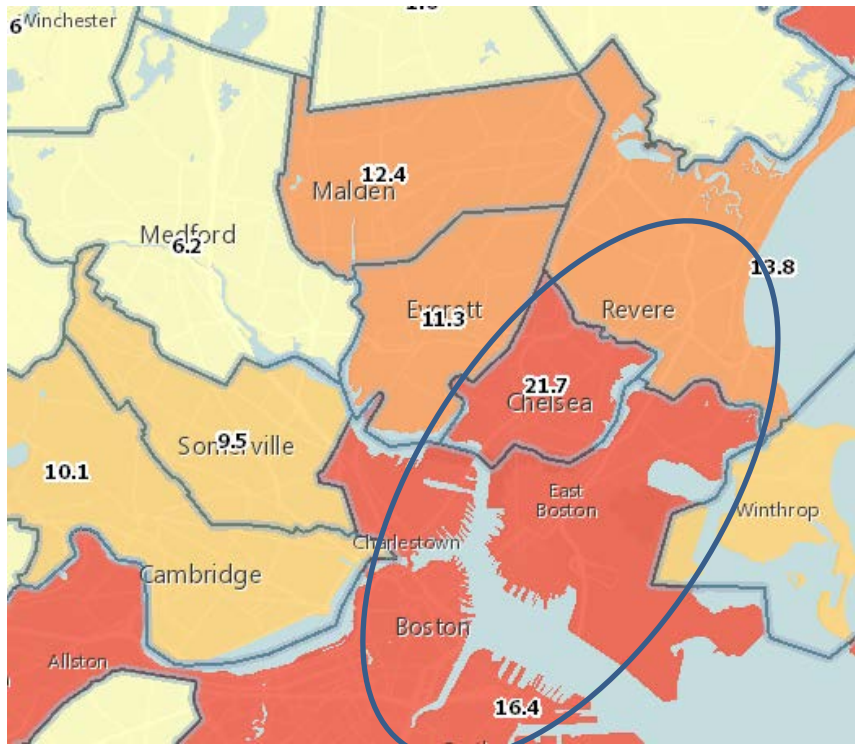 6
Winchester
12.4
Malden
Medford
6.2
13.8
Everett
11.3
Revere
21.7
Chelsea
Somerville
9.5
10.1
East
Boston
Winthrop
Charlestown
Cambridge
Boston
Allston
16.4